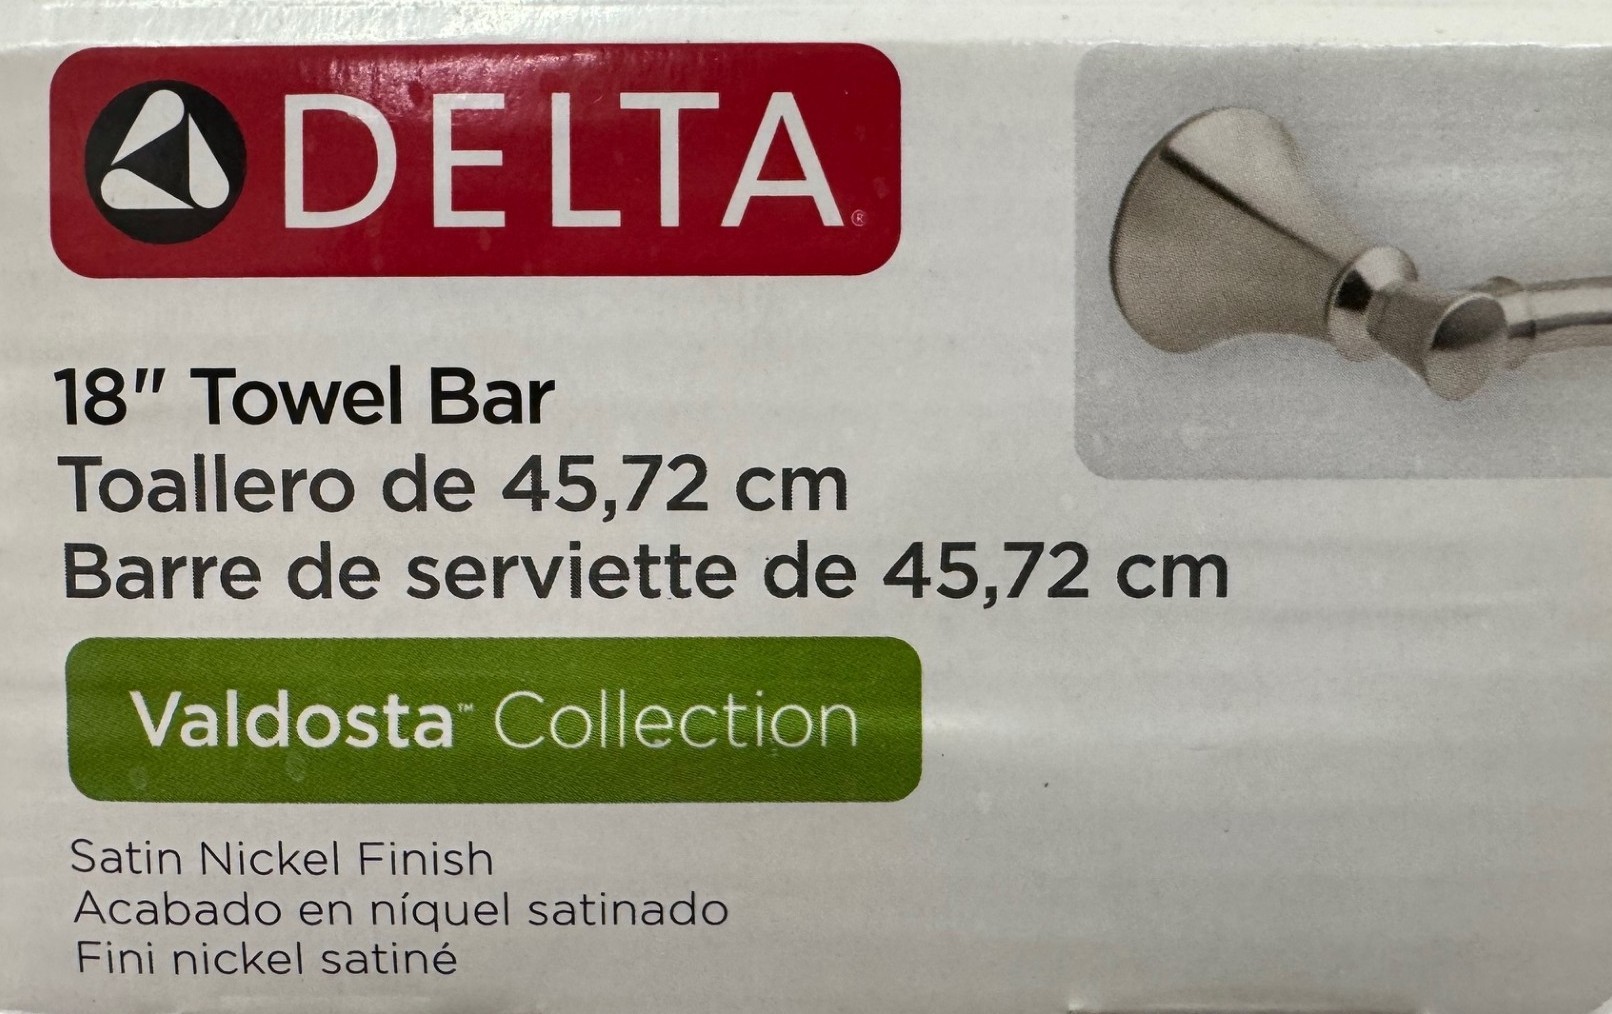 DELTA®
18" Towel Bar
Toallero de 45,72 cm
Barre de serviette de 45,72 cm
Valdosta™ Collection
Satin Nickel Finish
Acabado en níquel satinado
Fini nickel satiné